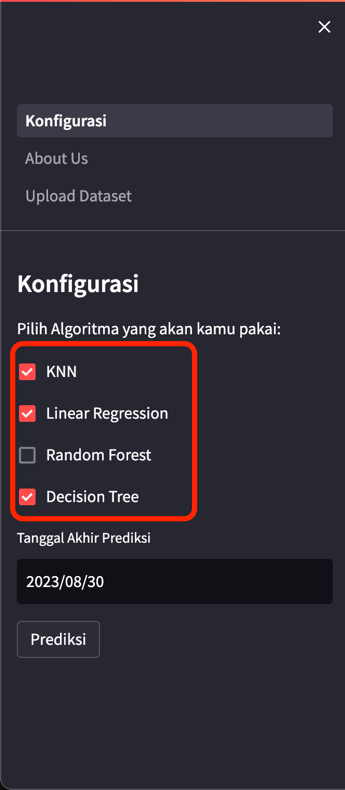 Konfigurasi
About Us
Upload Dataset
Konfigurasi
Pilih Algoritma yang akan kamu pakai:
KNN
Linear Regression
Random Forest
Decision Tree
Tanggal Akhir Prediksi
2023/08/30
Prediksi